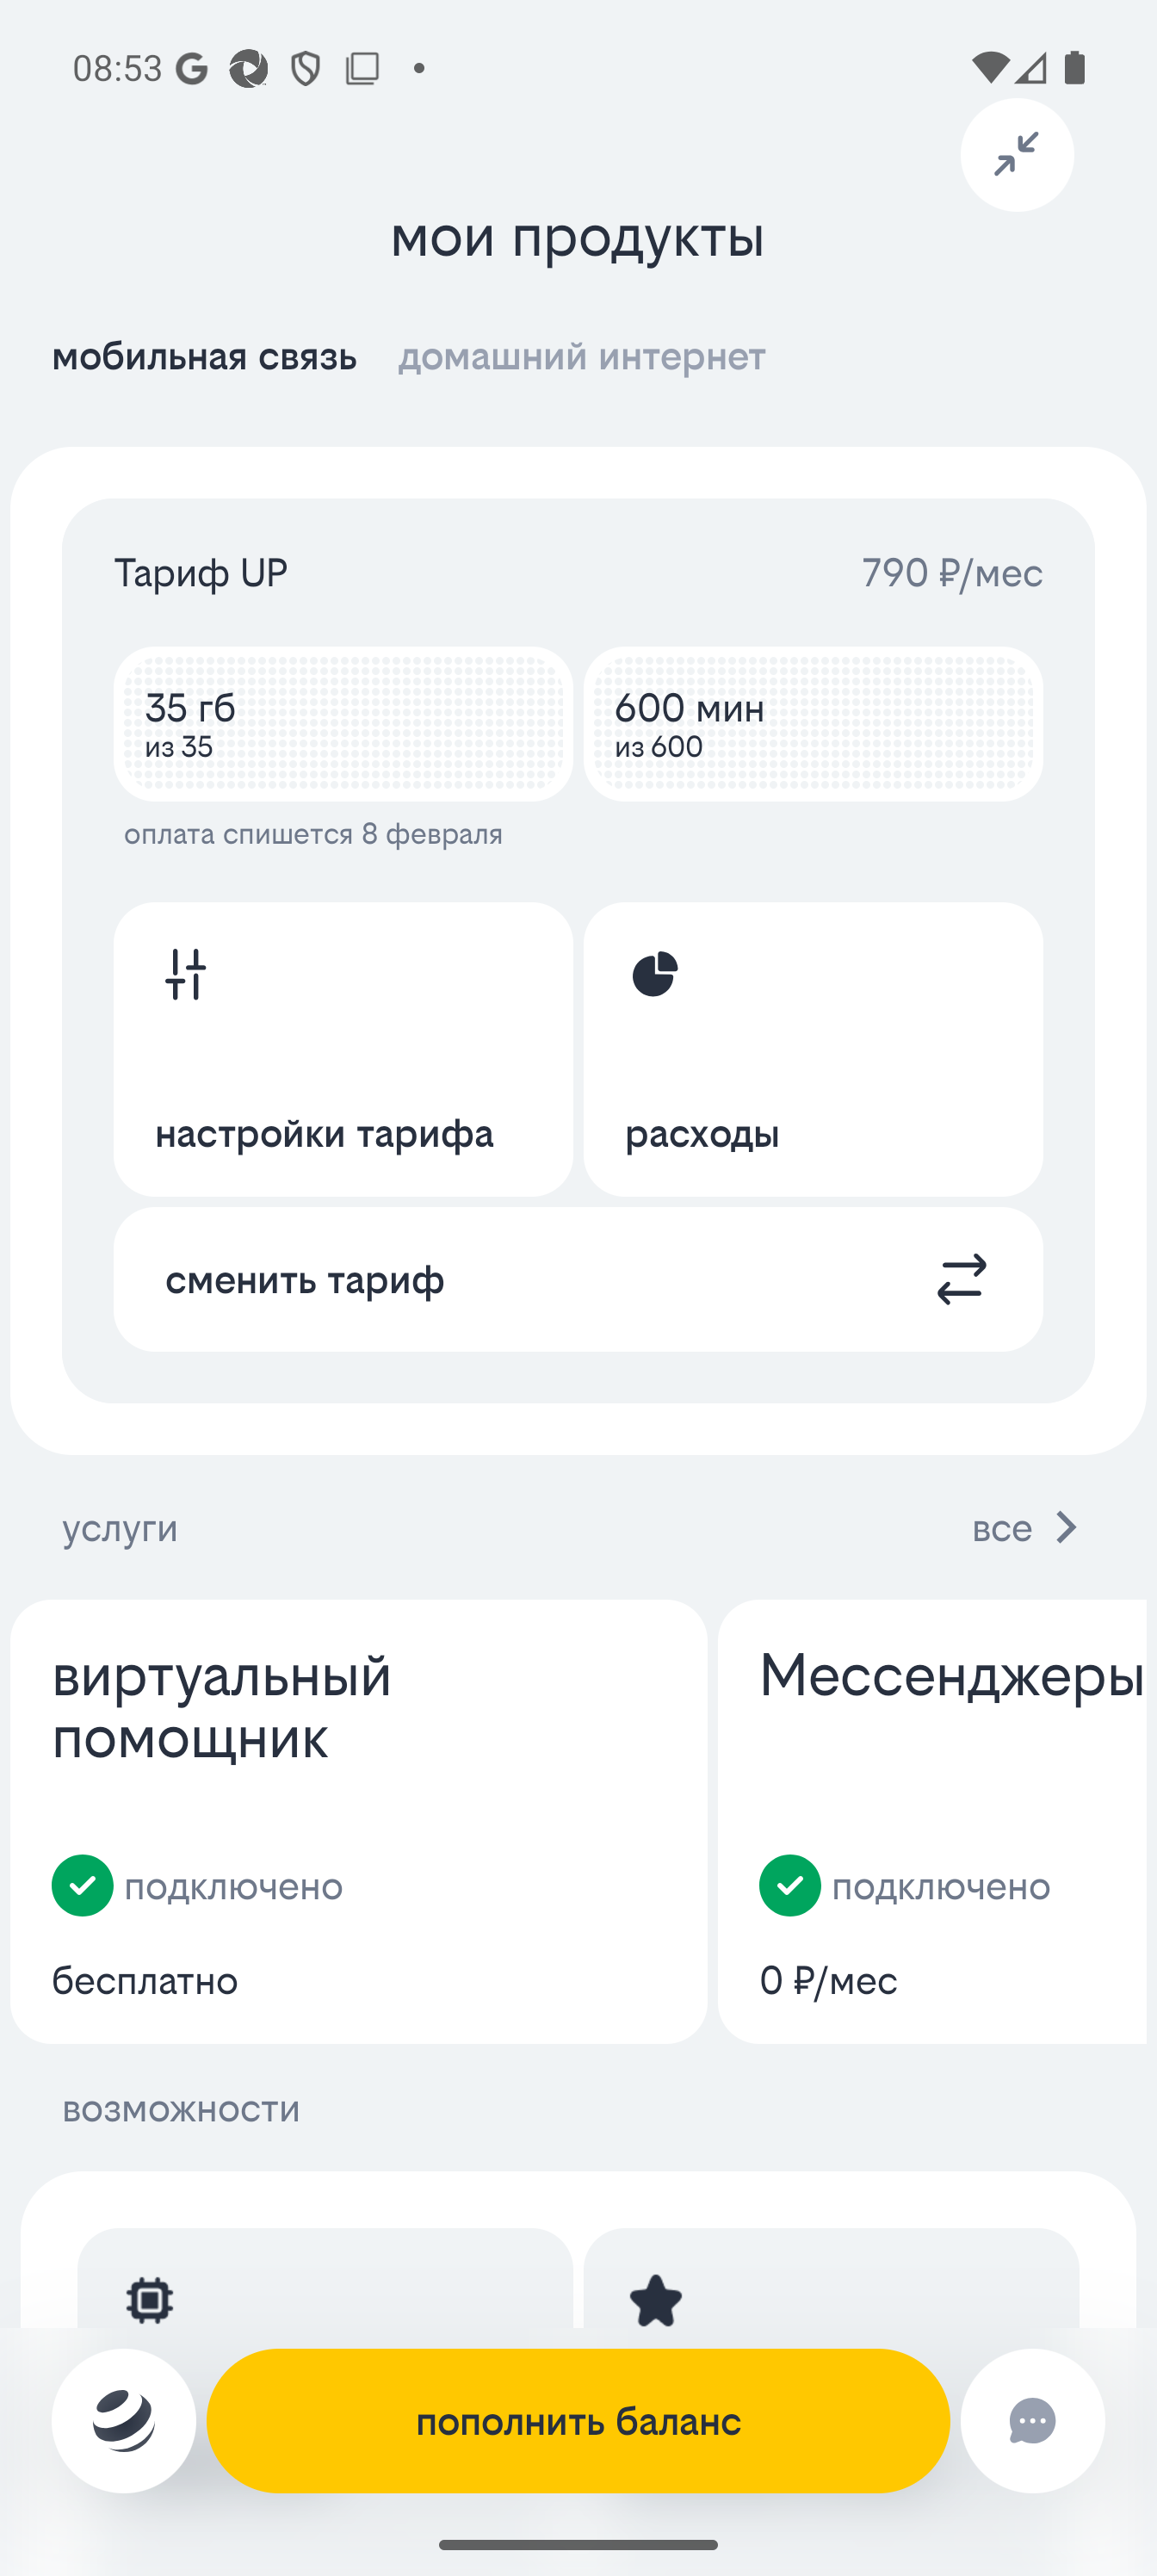 08:53
мои продукты
мобильная связь домашний интернет
Тариф UP 790 ₽/мес
35 гб
из 35
600 мин
из 600
оплата спишется 8 февраля
настройки тарифа
расходы
сменить тариф
услуги все
виртуальный
помощник
подключено
бесплатно
Мессенджеры
подключено
0 ₽/мес
возможности
пополнить баланс